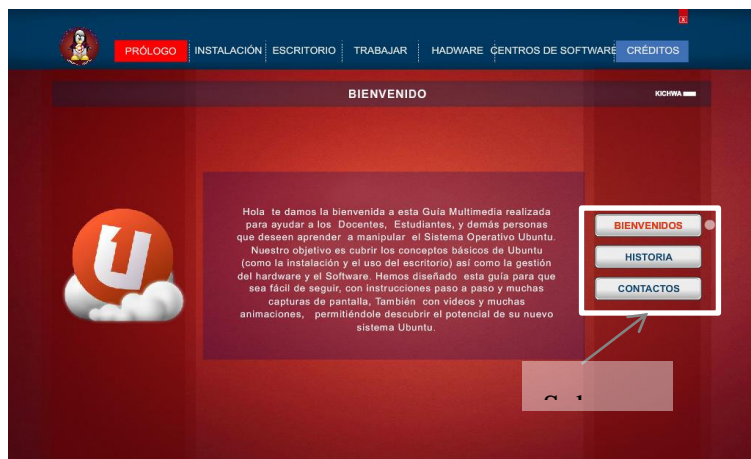 x
PRÓLOGO
INSTALACIÓN
ESCRITORIO
TRABAJAR
HADWARE
CENTROS DE SOFTWARE
CRÉDITOS
BIENVENIDO
KICHWA
Hola te damos la bienvenida a esta Guía Multimedia realizada
para ayudar a los Docentes, Estudiantes, y demás personas
que deseen aprender a manipular el Sistema Operativo Ubuntu.
Nuestro objetivo es cubrir los conceptos básicos de Ubuntu
(como la instalación y el uso del escritorio) así como la gestión
del hardware y el Software. Hemos diseñado esta guía para que
sea fácil de seguir, con instrucciones paso a paso y muchas
capturas de pantalla, También con videos y muchas
animaciones, permitiéndole descubrir el potencial de su nuevo
sistema Ubuntu.
BIENVENIDOS
HISTORIA
CONTACTOS